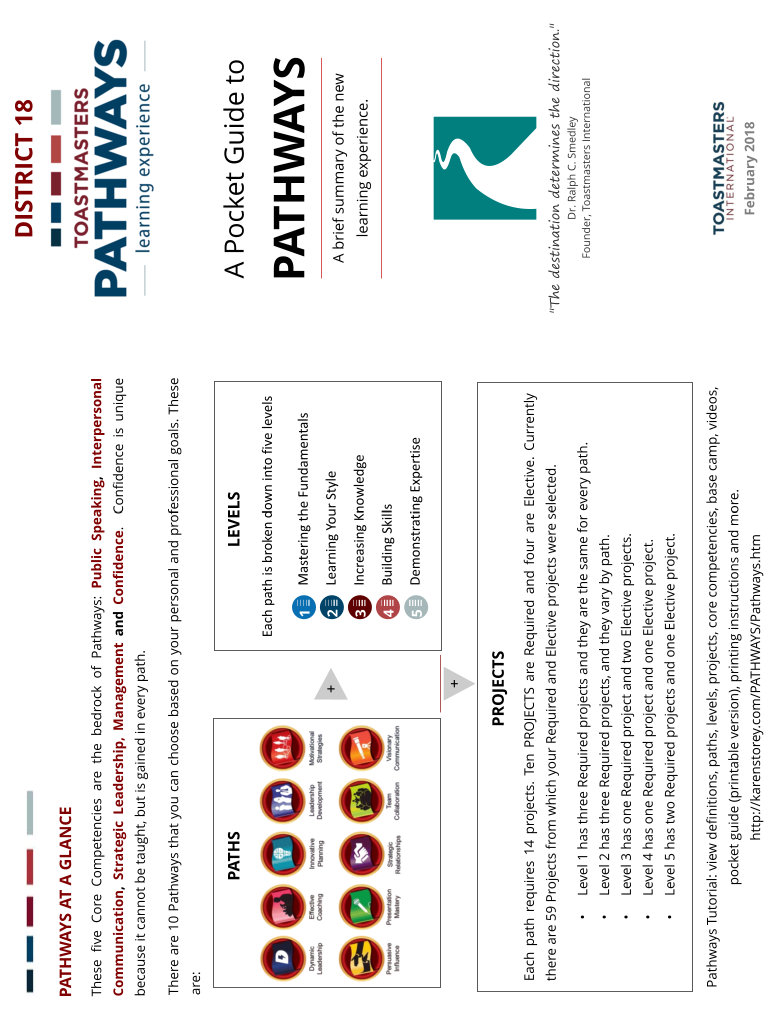 PATHWAYS AT A GLANCE
These five Core Competencies are the bedrock of Pathways: Public Speaking, Interpersonal
Communication, Strategic Leadership, Management and Confidence. Confidence is unique
because it cannot be taught, but is gained in every path.
There are 10 Pathways that you can choose based on your personal and professional goals. These
are:
PATHS
Dynamic
Leadership
Effective
Coaching
Innovative
Planning
Leadership
Development
Motivational
Strategies
Persuasive
Influence
Presentation
Mastery
Strategic
Relationships
Team
Collaboration
Visionary
Communication
+
LEVELS
Each path is broken down into five levels
1 Mastering the Fundamentals
2 Learning Your Style
3 Increasing Knowledge
4 Building Skills
5 Demonstrating Expertise
+
PROJECTS
Each path requires 14 projects. Ten PROJECTS are Required and four are Elective. Currently
there are 59 Projects from which your Required and Elective projects were selected.
• Level 1 has three Required projects and they are the same for every path.
• Level 2 has three Required projects, and they vary by path.
• Level 3 has one Required project and two Elective projects.
• Level 4 has one Required project and one Elective project.
• Level 5 has two Required projects and one Elective project.
Pathways Tutorial: view definitions, paths, levels, projects, core competencies, base camp, videos,
pocket guide (printable version), printing instructions and more.
http://karenstorey.com/PATHWAYS/Pathways.htm
DISTRICT 18
TOASTMASTERS
PATHWAYS
learning experience
A Pocket Guide to
PATHWAYS
A brief summary of the new
learning experience.
"The destination determines the direction."
Dr. Ralph C. Smedley
Founder, Toastmasters International
TOASTMASTERS
INTERNATIONAL
February 2018